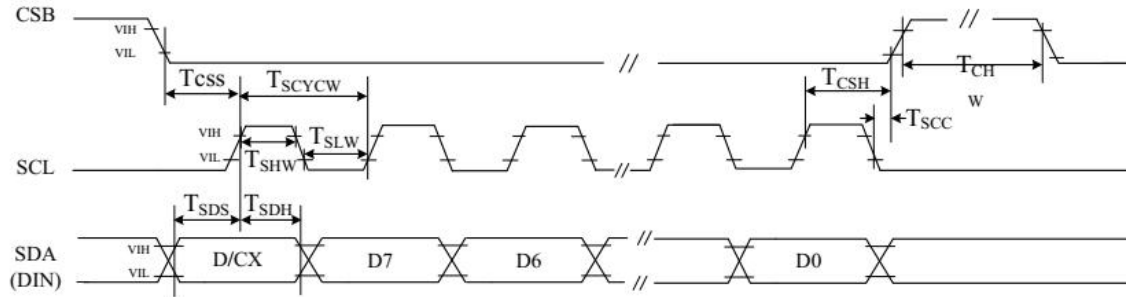 CSB
VIH
VIL
//
//
Tcss
TSCYCW
TCSH
TCH
W
TSCC
VIH
VIL
TSLW
TSHW
SCL
//
TSDS
TSDH
VIH
VIL
SDA
(DIN)
D/CX
D7
D6
//
//
D0